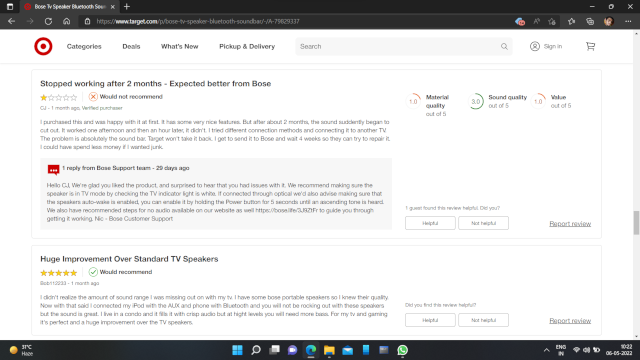 Bose Tv Speaker Bluetooth Soun
https://www.target.com/p/bose-tv-speaker-bluetooth-soundbar/-/A-79829337
Categories Deals What's New Pickup & Delivery Search Sign in
Stopped working after 2 months - Expected better from Bose
Would not recommend
CJ - 1 month ago, Verified purchaser
I purchased this and was happy with it at first. It has some very nice features. But after about 2 months, the sound suddenly began to
cut out. It worked one afternoon and then an hour later, it didn't. I tried different connection methods and connecting it to another TV.
The problem is absolutely the sound bar. Target won't take it back. I get to send it to Bose and wait 4 weeks so they can try to repair it.
I could have spend less money if I wanted junk.
1.0 Material quality out of 5
3.0 Sound quality out of 5
1.0 Value out of 5
1 reply from Bose Support team - 29 days ago
Hello CJ, We're glad you liked the product, and surprised to hear that you had issues with it. We recommend making sure the
speaker is in TV mode by checking the TV indicator light is white. If connected through optical we'd also advise making sure that
the speakers auto-wake is enabled, you can enable it by holding the Power button for 5 seconds until an ascending tone is heard.
We also have recommended steps for no audio available on our website as well https://bose.life/3J9ZtFr to guide you through
getting it working. Nic - Bose Customer Support
1 guest found this review helpful. Did you?
Helpful Not helpful Report review
Huge Improvement Over Standard TV Speakers
Would recommend
Bob113233 - 1 month ago
I didn't realize the amount of sound range I was missing out on with my tv. I have some bose portable speakers so I knew their quality.
Now with that said I connected my iPod with the AUX and phone with Bluetooth and you will not be rocking out with these speakers
but the sound is great. I live in a condo and it fills it with crisp audio but at hight levels you will need more bass. For my tv and gaming
it's perfect and a huge improvement over the TV speakers.
Did you find this review helpful?
Helpful Not helpful Report review
31°C
Haze
ENG
IN
10:22
06-05-2022